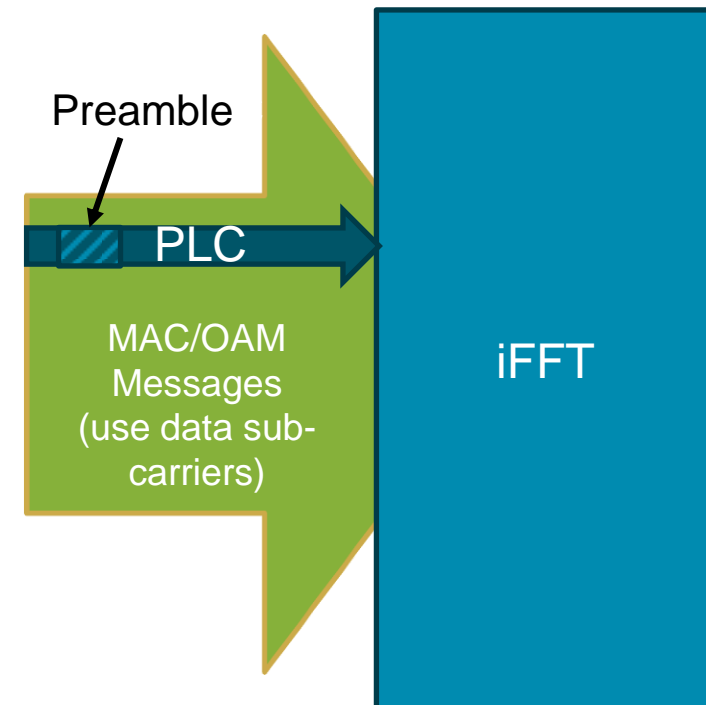 Preamble
PLC
MAC/OAM
Messages
(use data sub-
carriers)
iFFT